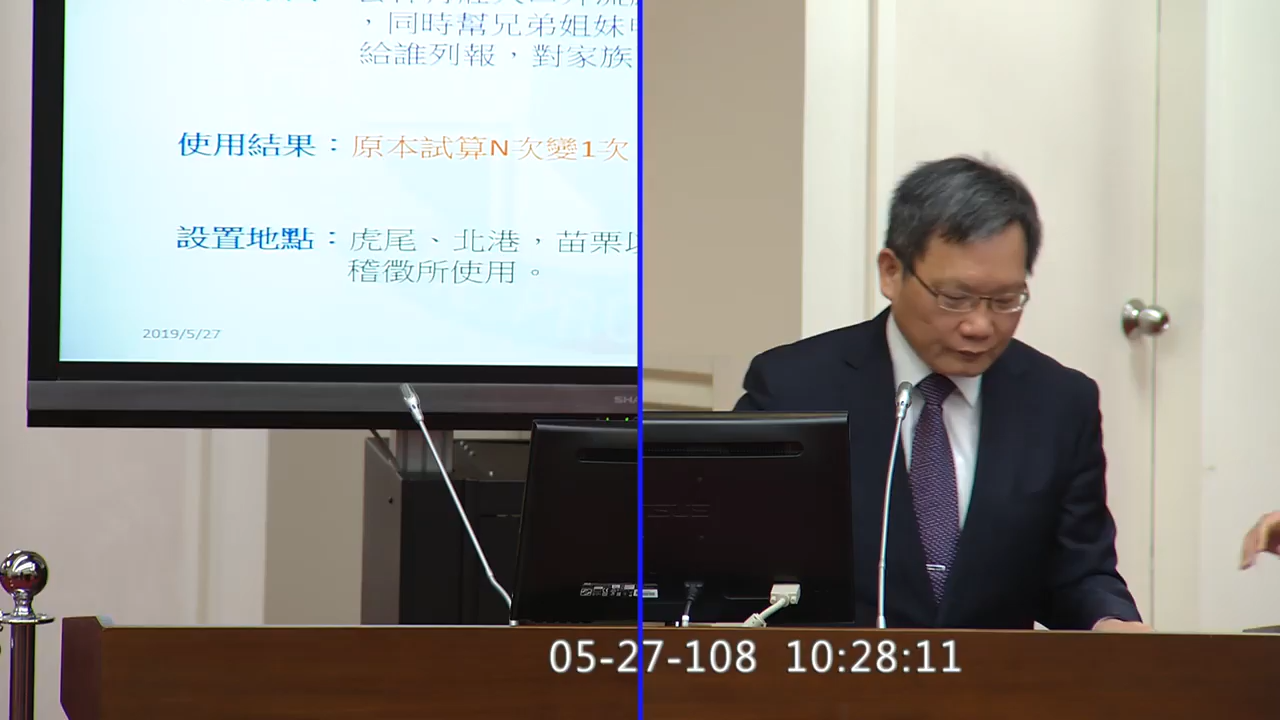 ，同時幫兄弟姐妹
給誰列報，對家族
使用結果：原本試算N次變1次
設置地點：虎尾、北港，苗栗
稽徵所使用。
2019/5/27
05-27-108 10:28:11